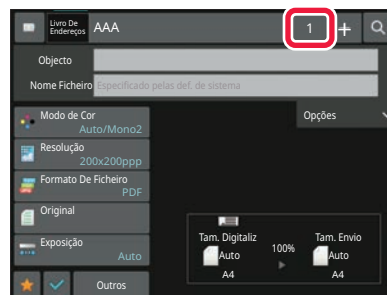 Livro De
Endereços
AAA
1
Objecto
Nome Ficheiro
Especificado pelas def. de sistema
Modo de Cor
Auto/Mono2
Opções
Resolução
200x200ppp
Formato De Ficheiro
PDF
Original
Exposição
Auto
Tam. Digitaliz
Auto
A4
100%
Tam. Envio
Auto
A4
Outros